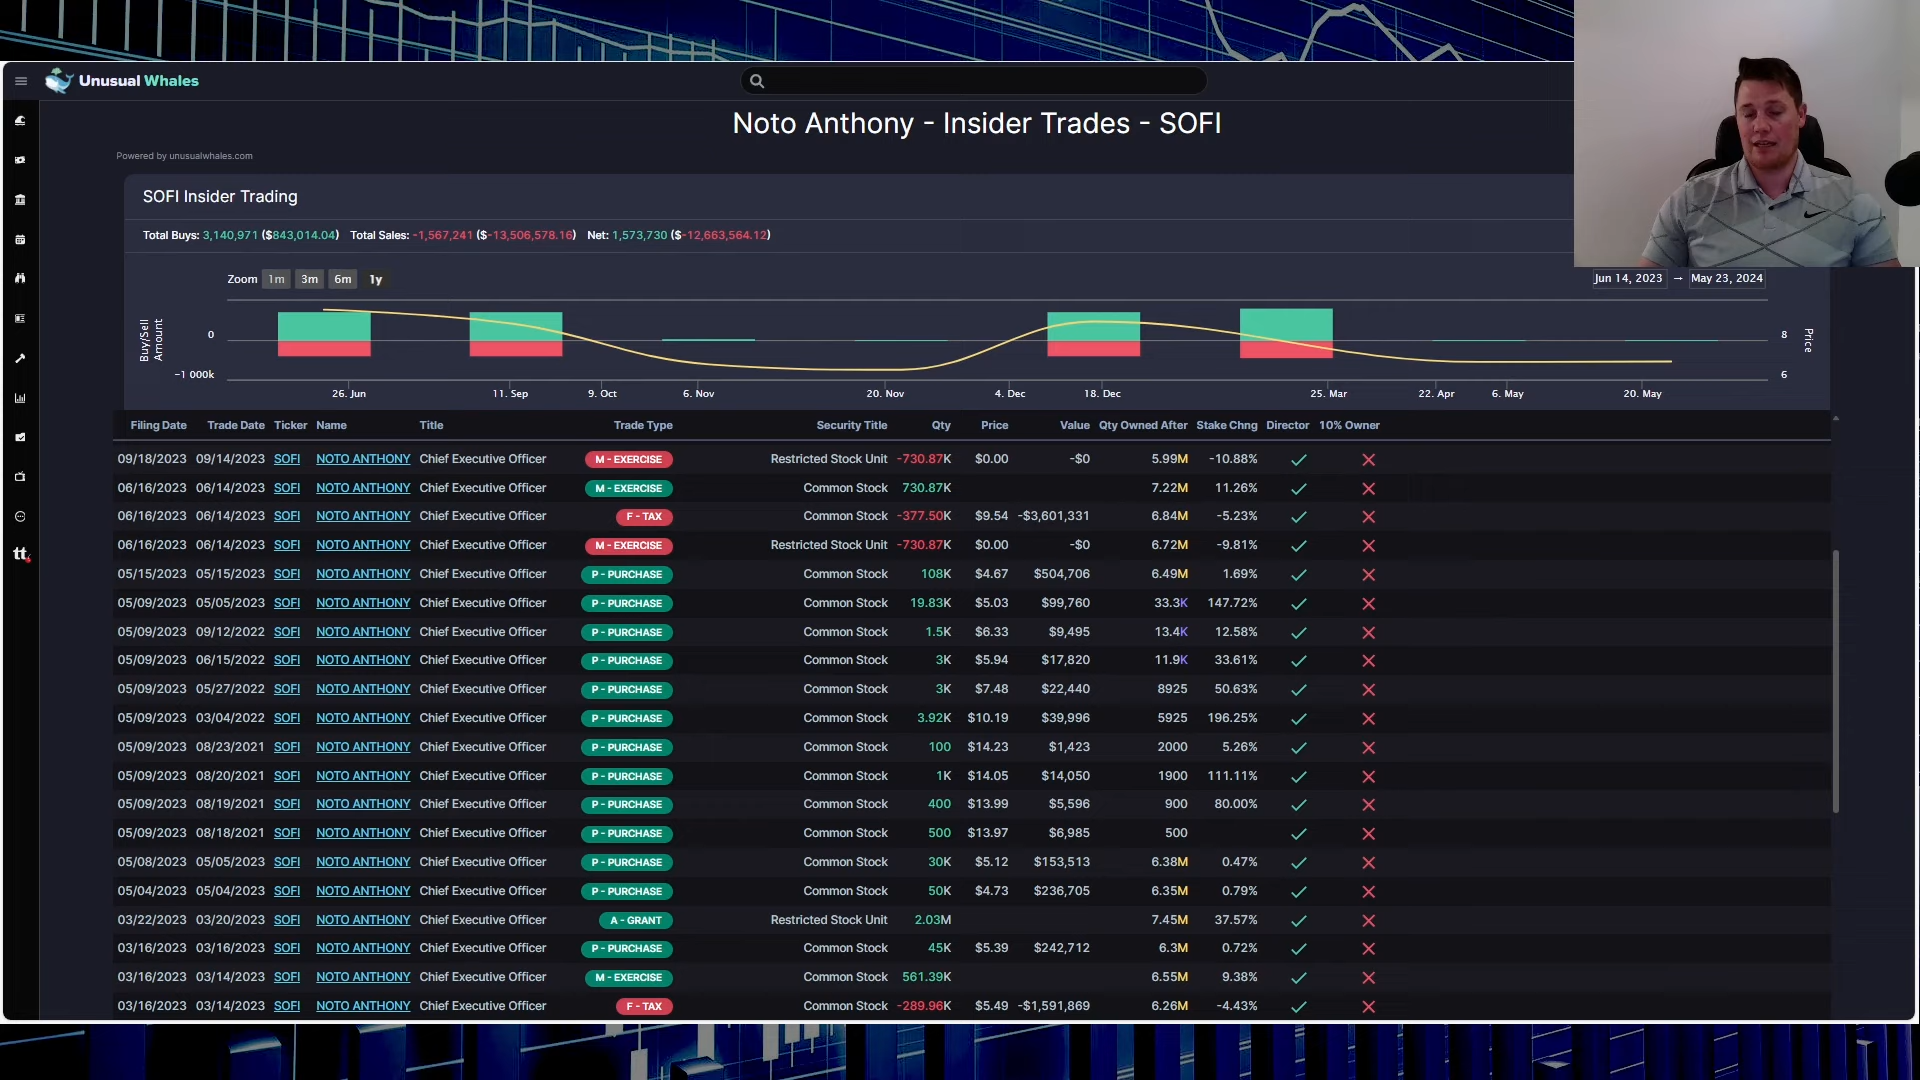 Unusual Whales
Noto Anthony - Insider Trades - SOFI
Powered by unusualwhales.com
SOFI Insider Trading
Total Buys: 3,140,971 ($843,014.04) Total Sales: -1,567,241 ($-13,506,578.16) Net: 1,573,730 ($-12,663,564.12)
Zoom 1m 3m 6m 1y Jun 14, 2023 → May 23, 2024
Buy/Sell Amount
0
-1 000k
8
6
Price
26. Jun 11. Sep 9. Oct 6. Nov 20. Nov 4. Dec 18. Dec 25. Mar 22. Apr 6. May 20. May
Filing Date Trade Date Ticker Name Title Trade Type Security Title Qty Price Value Qty Owned After Stake Chng Director 10% Owner
09/18/2023 09/14/2023 SOFI NOTO ANTHONY Chief Executive Officer M - EXERCISE Restricted Stock Unit -730.87K $0.00 -$0 5.99M -10.88%
06/16/2023 06/14/2023 SOFI NOTO ANTHONY Chief Executive Officer M - EXERCISE Common Stock 730.87K 7.22M 11.26%
06/16/2023 06/14/2023 SOFI NOTO ANTHONY Chief Executive Officer F - TAX Common Stock -377.50K $9.54 -$3,601,331 6.84M -5.23%
06/16/2023 06/14/2023 SOFI NOTO ANTHONY Chief Executive Officer M - EXERCISE Restricted Stock Unit -730.87K $0.00 -$0 6.72M -9.81%
05/15/2023 05/15/2023 SOFI NOTO ANTHONY Chief Executive Officer P - PURCHASE Common Stock 108K $4.67 $504,706 6.49M 1.69%
05/09/2023 05/05/2023 SOFI NOTO ANTHONY Chief Executive Officer P - PURCHASE Common Stock 19.83K $5.03 $99,760 33.3K 147.72%
05/09/2023 09/12/2022 SOFI NOTO ANTHONY Chief Executive Officer P - PURCHASE Common Stock 1.5K $6.33 $9,495 13.4K 12.58%
05/09/2023 06/15/2022 SOFI NOTO ANTHONY Chief Executive Officer P - PURCHASE Common Stock 3K $5.94 $17,820 11.9K 33.61%
05/09/2023 05/27/2022 SOFI NOTO ANTHONY Chief Executive Officer P - PURCHASE Common Stock 3K $7.48 $22,440 8925 50.63%
05/09/2023 03/04/2022 SOFI NOTO ANTHONY Chief Executive Officer P - PURCHASE Common Stock 3.92K $10.19 $39,996 5925 196.25%
05/09/2023 08/23/2021 SOFI NOTO ANTHONY Chief Executive Officer P - PURCHASE Common Stock 100 $14.23 $1,423 2000 5.26%
05/09/2023 08/20/2021 SOFI NOTO ANTHONY Chief Executive Officer P - PURCHASE Common Stock 1K $14.05 $14,050 1900 111.11%
05/09/2023 08/19/2021 SOFI NOTO ANTHONY Chief Executive Officer P - PURCHASE Common Stock 400 $13.99 $5,596 900 80.00%
05/09/2023 08/18/2021 SOFI NOTO ANTHONY Chief Executive Officer P - PURCHASE Common Stock 500 $13.97 $6,985 500
05/08/2023 05/05/2023 SOFI NOTO ANTHONY Chief Executive Officer P - PURCHASE Common Stock 30K $5.12 $153,513 6.38M 0.47%
05/04/2023 05/04/2023 SOFI NOTO ANTHONY Chief Executive Officer P - PURCHASE Common Stock 50K $4.73 $236,705 6.35M 0.79%
03/22/2023 03/20/2023 SOFI NOTO ANTHONY Chief Executive Officer A - GRANT Restricted Stock Unit 2.03M 7.45M 37.57%
03/16/2023 03/16/2023 SOFI NOTO ANTHONY Chief Executive Officer P - PURCHASE Common Stock 45K $5.39 $242,712 6.3M 0.72%
03/16/2023 03/14/2023 SOFI NOTO ANTHONY Chief Executive Officer M - EXERCISE Common Stock 561.39K 6.55M 9.38%
03/16/2023 03/14/2023 SOFI NOTO ANTHONY Chief Executive Officer F - TAX Common Stock -289.96K $5.49 -$1,591,869 6.26M -4.43%
tt